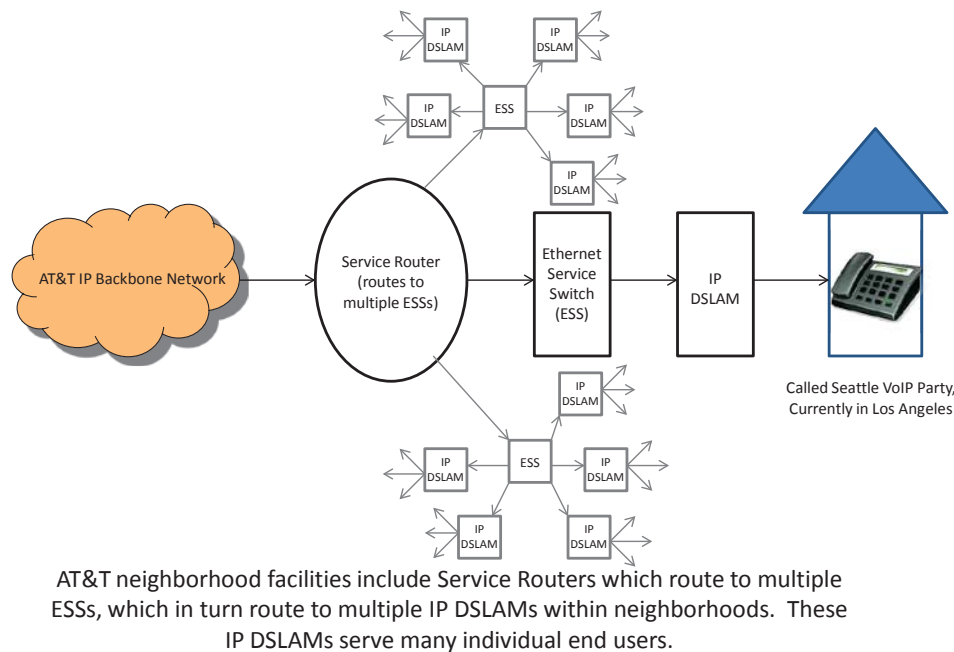 IP
DSLAM
IP
DSLAM
IP
DSLAM
ESS
IP
DSLAM
IP
DSLAM
AT&T IP Backbone Network
Service Router
(routes to
multiple ESSs)
Ethernet
Service
Switch
(ESS)
IP
DSLAM
Called Seattle VoIP Party,
Currently in Los Angeles
IP
DSLAM
IP
DSLAM
ESS
IP
DSLAM
IP
DSLAM
IP
DSLAM
AT&T neighborhood facilities include Service Routers which route to multiple
ESSs, which in turn route to multiple IP DSLAMs within neighborhoods. These
IP DSLAMs serve many individual end users.